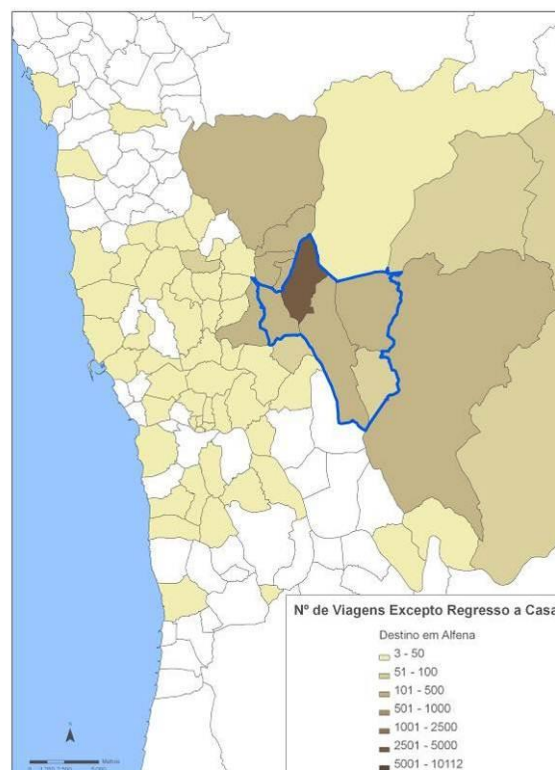 Nº de Viagens Excepto Regresso a Casa
Destino em Alfena
3 - 50
51 - 100
101 - 500
501 - 1000
1001 - 2500
2501 - 5000
5001 - 10112
N